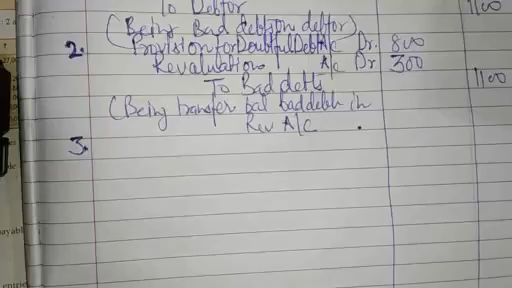 To Debtor
1100
(Being Bad debts on debtor)
2. Provision for Doubtful Debt A/c Dr. 800
Revaluation A/c Dr 300
To Bad debts
1100
(Being transfer bal bad debts in
Rev A/c
3.